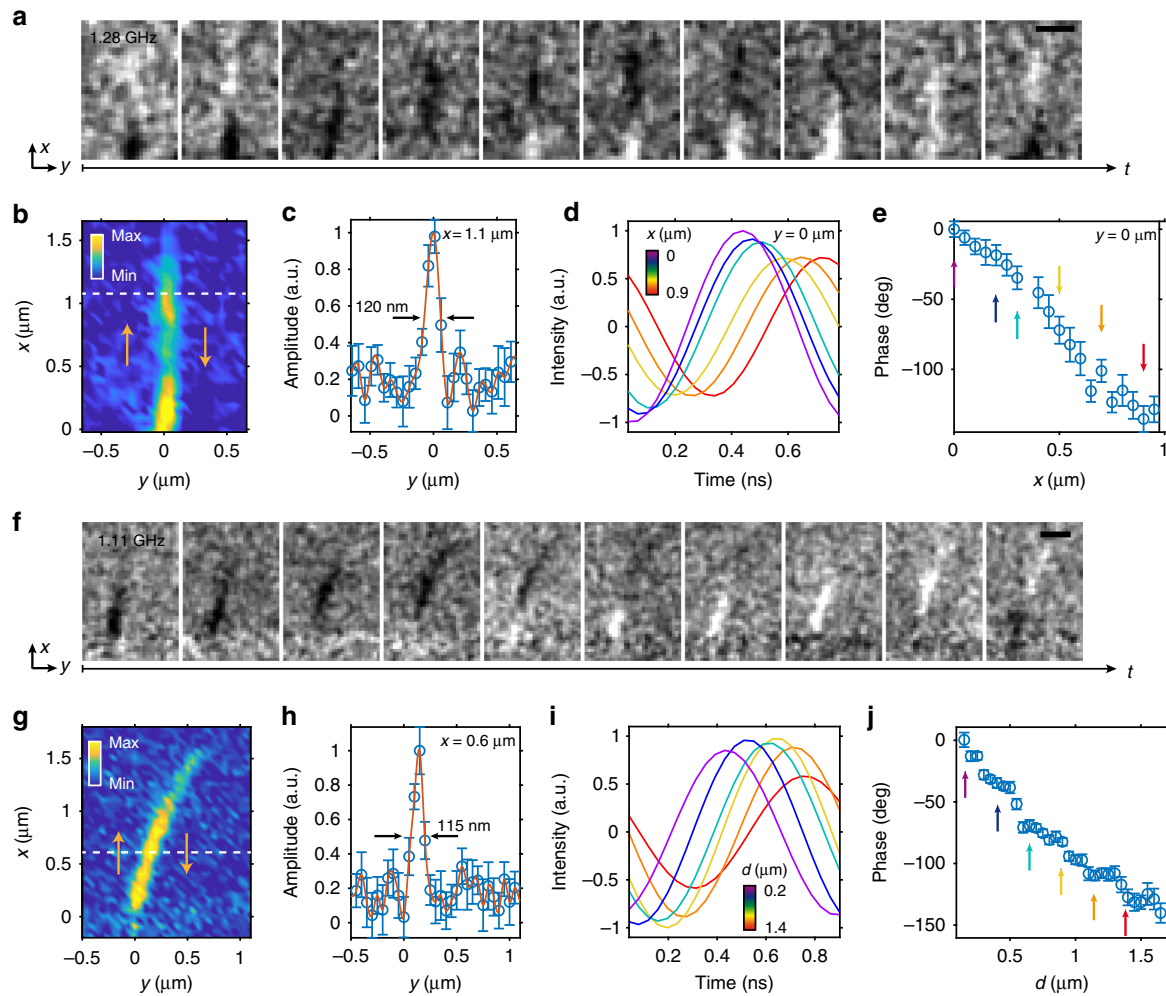 a
1.28 GHz
x
y
t
b
c
d
e
Max
Min
x = 1.1 μm
120 nm
x (μm)
0
0.9
y = 0 μm
y = 0 μm
1.5
1
0.5
0
x (μm)
−0.5
0
0.5
y (μm)
1
0.8
0.6
0.4
0.2
0
Amplitude (a.u.)
−0.5
0
0.5
y (μm)
1
0.5
0
−0.5
−1
Intensity (a.u.)
0.2
0.4
0.6
Time (ns)
0
−50
−100
Phase (deg)
0
0.5
1
x (μm)
f
1.11 GHz
x
y
t
g
h
i
j
Max
Min
x = 0.6 μm
115 nm
d (μm)
0.2
1.4
1.5
1
0.5
0
x (μm)
−0.5
0
0.5
1
y (μm)
1
0.8
0.6
0.4
0.2
0
Amplitude (a.u.)
−0.5
0
0.5
1
y (μm)
1
0.5
0
−0.5
−1
Intensity (a.u.)
0.2
0.4
0.6
0.8
Time (ns)
0
−50
−100
−150
Phase (deg)
0.5
1
1.5
d (μm)